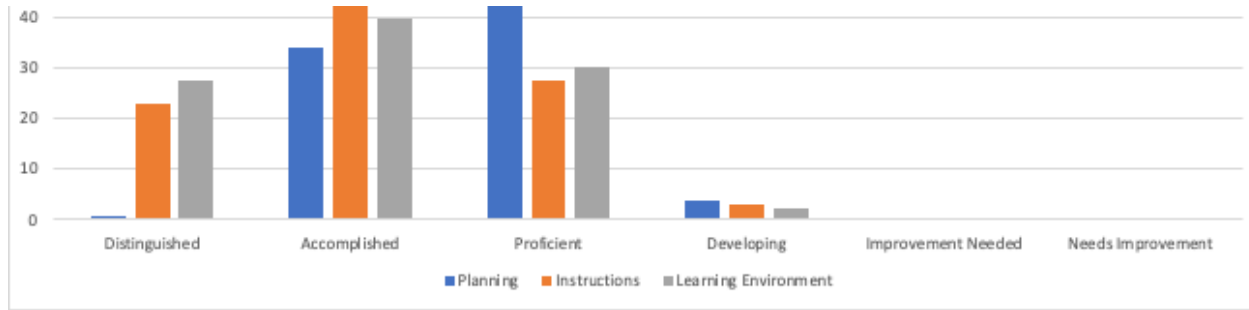 40
30
20
10
0
Distinguished Accomplished Proficient Developing Improvement Needed Needs Improvement
Planning Instructions Learning Environment